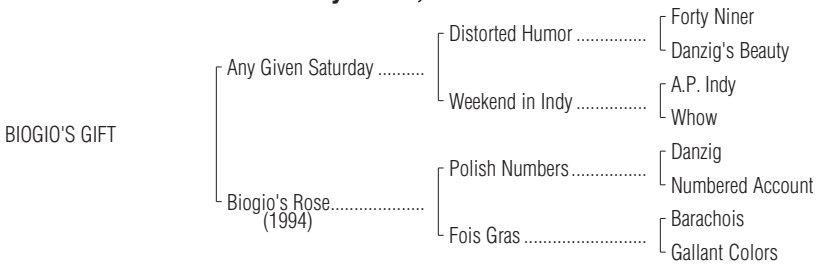 Forty Niner
Distorted Humor ...............
Danzig's Beauty
Any Given Saturday ..........
A.P. Indy
Weekend in Indy ...............
Whow
BIOGIO'S GIFT
Danzig
Polish Numbers................
Numbered Account
Biogio's Rose....................
(1994)
Barachois
Fois Gras ..........................
Gallant Colors